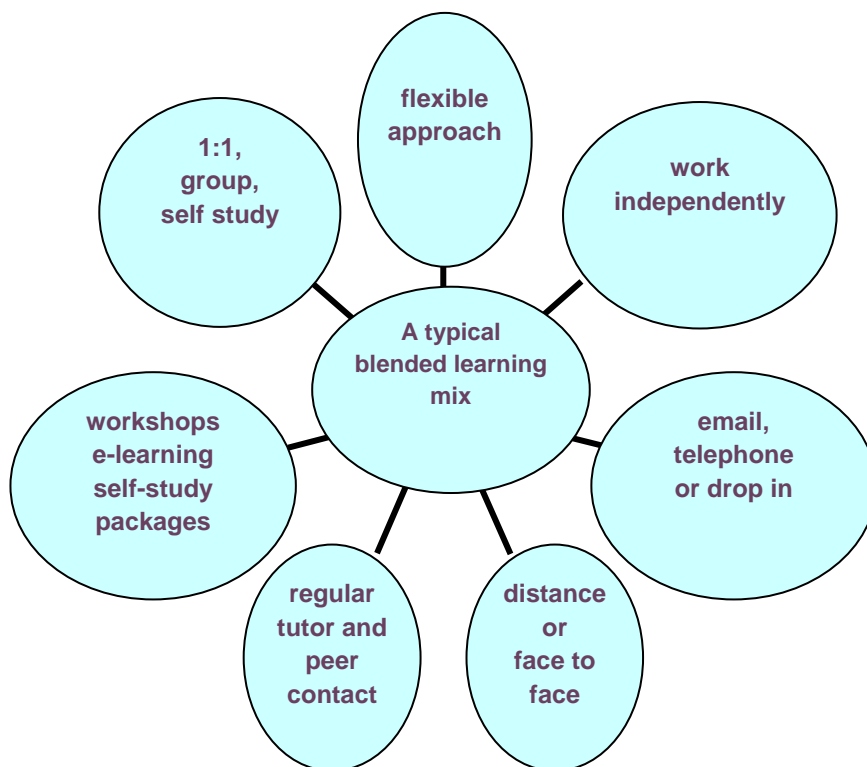 flexible
approach
1:1,
group,
self study
work
independently
A typical
blended learning
mix
workshops
e-learning
self-study
packages
email,
telephone
or drop in
regular
tutor and
peer
contact
distance
or
face to
face